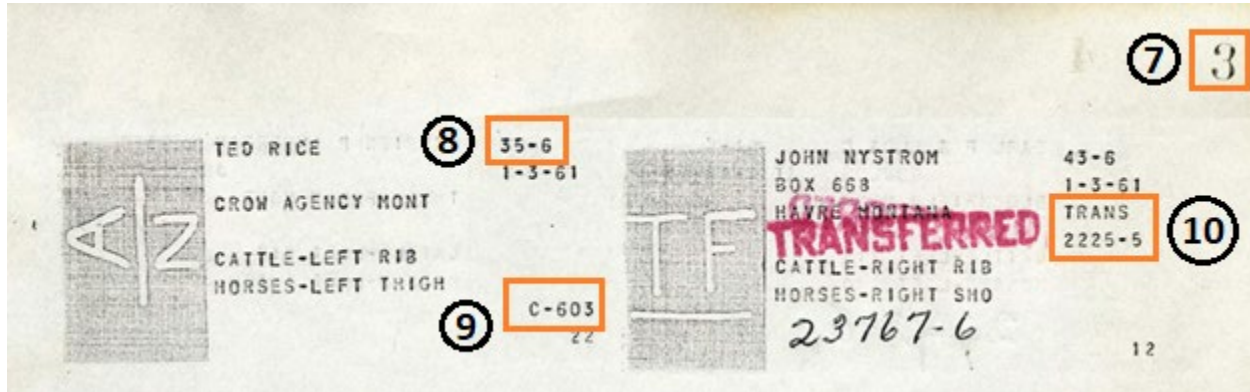 7 3
TED RICE 8 35-6
1-3-61
CROW AGENCY MONT
CATTLE-LEFT RIB
HORSES-LEFT THIGH
9 C-603
22
A N
JOHN NYSTROM 43-6
BOX 668 1-3-61
HAVRE MONTANA TRANS
TRANSFERRED 2225-5 10
CATTLE-RIGHT RIB
HORSES-RIGHT SHO
23767-6
12
TF